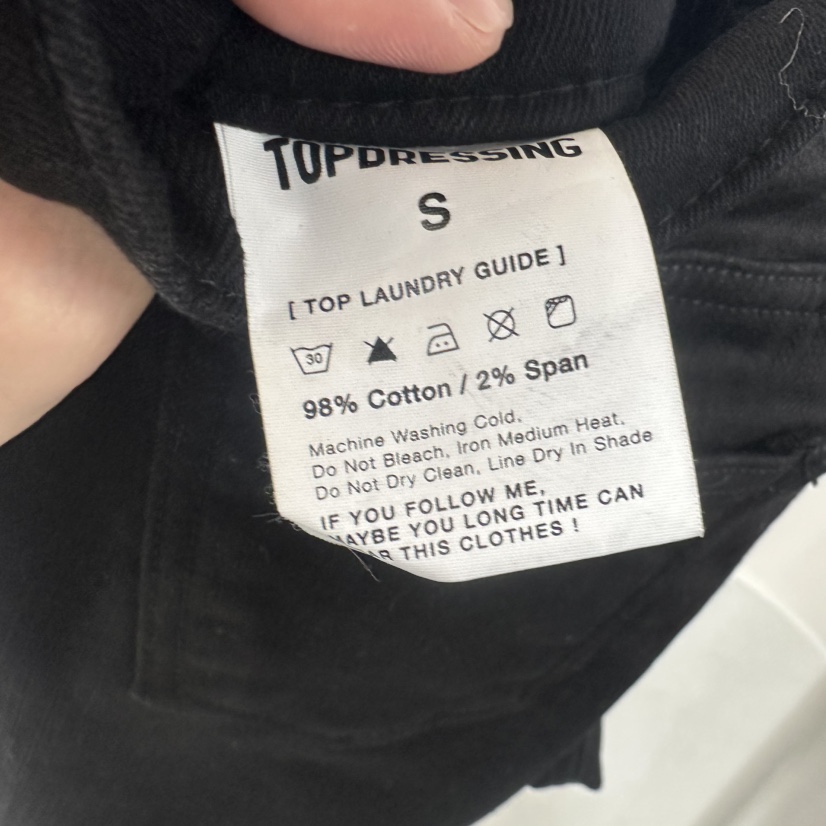 TOPDRESSING
S
[ TOP LAUNDRY GUIDE ]
30
98% Cotton / 2% Span
Machine Washing Cold,
Do Not Bleach, Iron Medium Heat,
Do Not Dry Clean, Line Dry In Shade
IF YOU FOLLOW ME,
MAYBE YOU LONG TIME CAN
THIS CLOTHES !